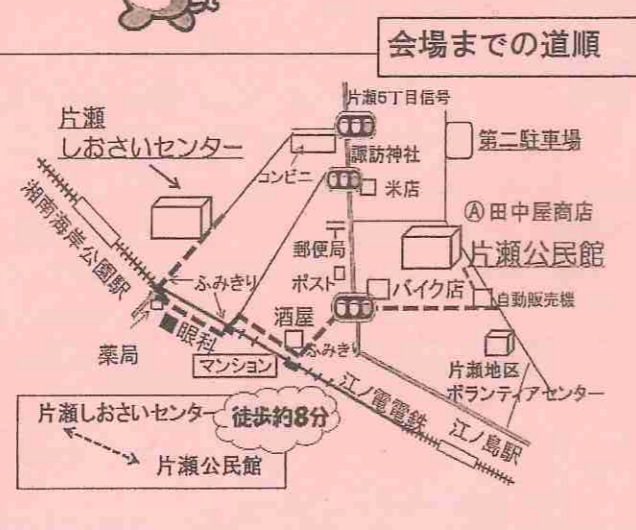 会場までの道順
片瀬5丁目信号
片瀬
しおさいセンター
コンビニ
諏訪神社
米店
第二駐車場
Ⓐ田中屋商店
片瀬公民館
〒
郵便局
ポスト
バイク店
自動販売機
湘南海岸公園駅
ふみきり
酒屋
眼科
薬局
マンション
ふみきり
片瀬地区
ボランティアセンター
江ノ電電鉄
江ノ島駅
片瀬しおさいセンター
徒歩約8分
片瀬公民館